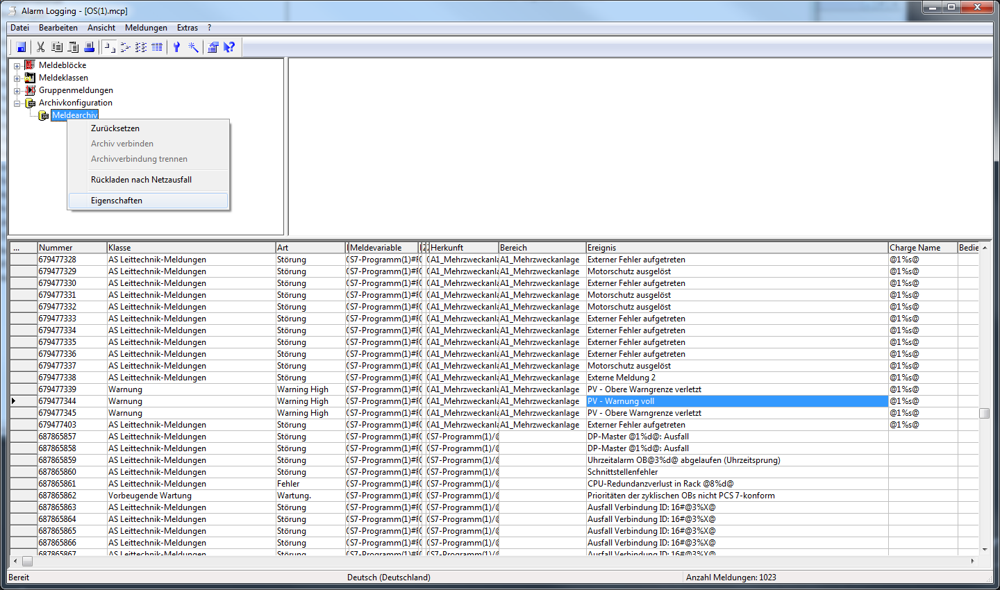 Alarm Logging - [OS(1).mcp]
Datei Bearbeiten Ansicht Meldungen Extras ?
Meldeblöcke
Meldeklassen
Gruppenmeldungen
Archivkonfiguration
Meldearchiv
Zurücksetzen
Archiv verbinden
Archivverbindung trennen
Rückladen nach Netzausfall
Eigenschaften
... Nummer Klasse Art Meldevariable Herkunft Bereich Ereignis Charge Name Bedie
679477328 AS Leittechnik-Meldungen Störung S7-Programm(1)#R A1_Mehrzweckanla A1_Mehrzweckanlage Externer Fehler aufgetreten @1%s@
679477329 AS Leittechnik-Meldungen Störung S7-Programm(1)#R A1_Mehrzweckanla A1_Mehrzweckanlage Motorschutz ausgelöst @1%s@
679477330 AS Leittechnik-Meldungen Störung S7-Programm(1)#R A1_Mehrzweckanla A1_Mehrzweckanlage Externer Fehler aufgetreten @1%s@
679477331 AS Leittechnik-Meldungen Störung S7-Programm(1)#R A1_Mehrzweckanla A1_Mehrzweckanlage Motorschutz ausgelöst @1%s@
679477332 AS Leittechnik-Meldungen Störung S7-Programm(1)#R A1_Mehrzweckanla A1_Mehrzweckanlage Motorschutz ausgelöst @1%s@
679477333 AS Leittechnik-Meldungen Störung S7-Programm(1)#R A1_Mehrzweckanla A1_Mehrzweckanlage Externer Fehler aufgetreten @1%s@
679477334 AS Leittechnik-Meldungen Störung S7-Programm(1)#R A1_Mehrzweckanla A1_Mehrzweckanlage Externer Fehler aufgetreten @1%s@
679477335 AS Leittechnik-Meldungen Störung S7-Programm(1)#R A1_Mehrzweckanla A1_Mehrzweckanlage Externer Fehler aufgetreten @1%s@
679477336 AS Leittechnik-Meldungen Störung S7-Programm(1)#R A1_Mehrzweckanla A1_Mehrzweckanlage Externer Fehler aufgetreten @1%s@
679477337 AS Leittechnik-Meldungen Störung S7-Programm(1)#R A1_Mehrzweckanla A1_Mehrzweckanlage Motorschutz ausgelöst @1%s@
679477338 AS Leittechnik-Meldungen Störung S7-Programm(1)#R A1_Mehrzweckanla A1_Mehrzweckanlage Externe Meldung 2 @1%s@
679477339 Warnung Warning High S7-Programm(1)#R A1_Mehrzweckanla A1_Mehrzweckanlage PV - Obere Warngrenze verletzt @1%s@
679477344 Warnung Warning High S7-Programm(1)#R A1_Mehrzweckanla A1_Mehrzweckanlage PV - Warnung voll @1%s@
679477345 Warnung Warning High S7-Programm(1)#R A1_Mehrzweckanla A1_Mehrzweckanlage PV - Obere Warngrenze verletzt @1%s@
679477403 AS Leittechnik-Meldungen Störung S7-Programm(1)#R A1_Mehrzweckanla A1_Mehrzweckanlage Externer Fehler aufgetreten @1%s@
687865857 AS Leittechnik-Meldungen Störung S7-Programm(1)#R S7-Programm(1)/@ DP-Master @1%d@: Ausfall
687865858 AS Leittechnik-Meldungen Störung S7-Programm(1)#R S7-Programm(1)/@ DP-Master @1%d@: Ausfall
687865859 AS Leittechnik-Meldungen Störung S7-Programm(1)#R S7-Programm(1)/@ Uhrzeitalarm OB@3%d@ abgelaufen (Uhrzeitsprung)
687865860 AS Leittechnik-Meldungen Störung S7-Programm(1)#R S7-Programm(1)/@ Schnittstellenfehler
687865861 AS Leittechnik-Meldungen Fehler S7-Programm(1)#R S7-Programm(1)/@ CPU-Redundanzverlust in Rack @8%d@
687865862 Vorbeugende Wartung Wartung. S7-Programm(1)#R S7-Programm(1)/@ Prioritäten der zyklischen OBs nicht PCS 7-konform
687865863 AS Leittechnik-Meldungen Störung S7-Programm(1)#R S7-Programm(1)/@ Ausfall Verbindung ID: 16#@3%X@
687865864 AS Leittechnik-Meldungen Störung S7-Programm(1)#R S7-Programm(1)/@ Ausfall Verbindung ID: 16#@3%X@
687865865 AS Leittechnik-Meldungen Störung S7-Programm(1)#R S7-Programm(1)/@ Ausfall Verbindung ID: 16#@3%X@
687865866 AS Leittechnik-Meldungen Störung S7-Programm(1)#R S7-Programm(1)/@ Ausfall Verbindung ID: 16#@3%X@
687865867 AS Leittechnik-Meldungen Störung S7-Programm(1)#R S7-Programm(1)/@ Ausfall Verbindung ID: 16#@3%X@
Bereit Deutsch (Deutschland) Anzahl Meldungen: 1023